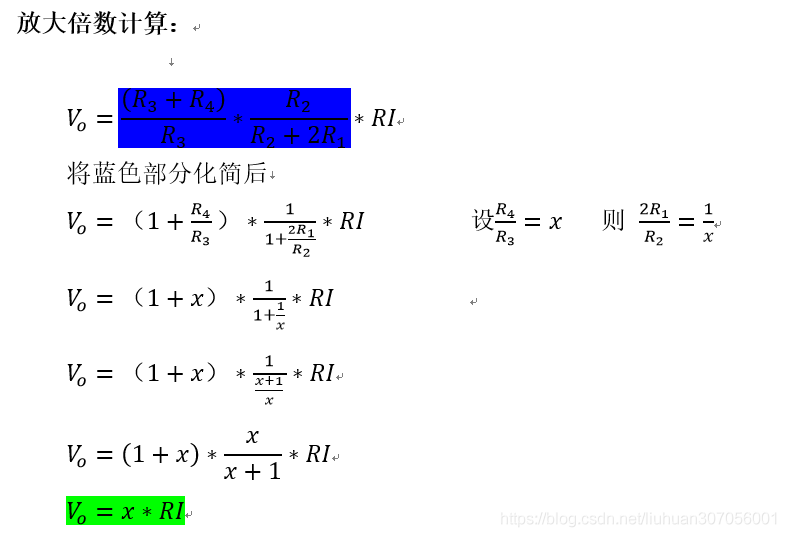 放大倍数计算：
V_o = \frac{(R_3 + R_4)}{R_3} * \frac{R_2}{R_2 + 2R_1} * RI
将蓝色部分化简后
V_o = （1 + \frac{R_4}{R_3}） * \frac{1}{1+\frac{2R_1}{R_2}} * RI 设\frac{R_4}{R_3} = x 则 \frac{2R_1}{R_2} = \frac{1}{x}
V_o = （1 + x） * \frac{1}{1+\frac{1}{x}} * RI
V_o = （1 + x） * \frac{1}{\frac{x+1}{x}} * RI
V_o = (1 + x) * \frac{x}{x + 1} * RI
V_o = x * RI
https://blog.csdn.net/liuhuan307056001